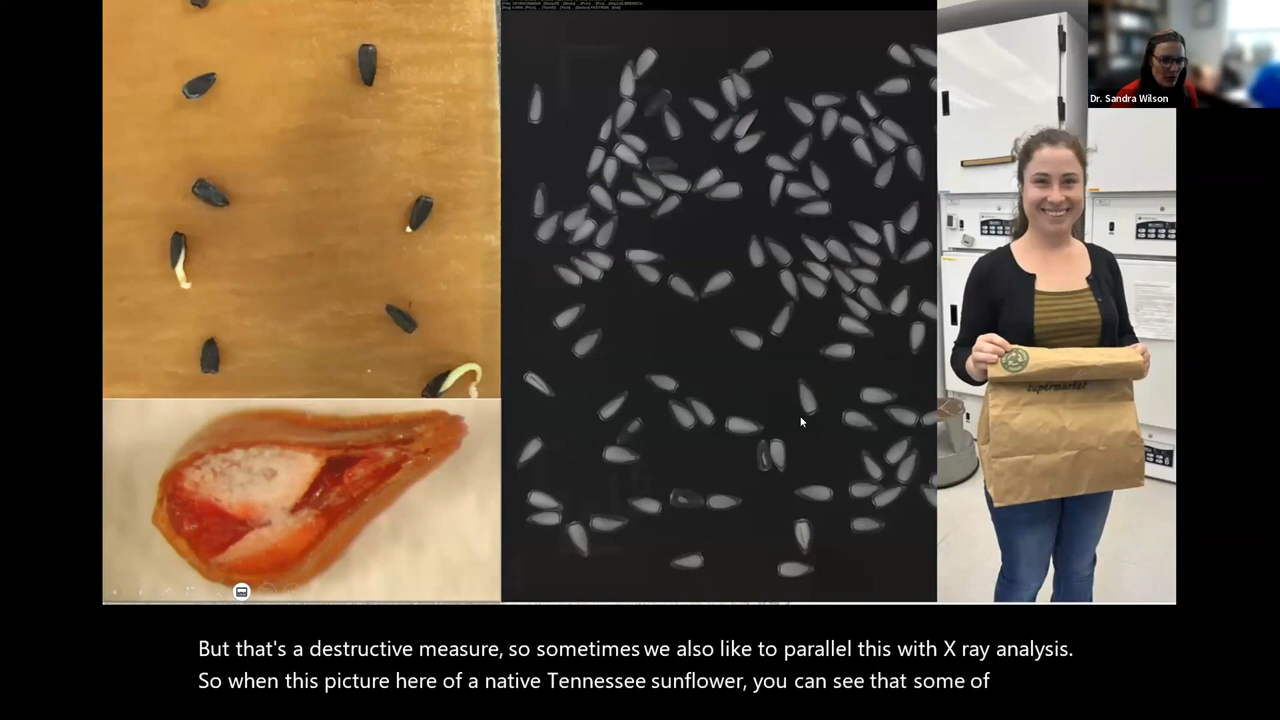 Dr. Sandra Wilson
supermarket
But that's a destructive measure, so sometimes we also like to parallel this with X ray analysis.
So when this picture here of a native Tennessee sunflower, you can see that some of